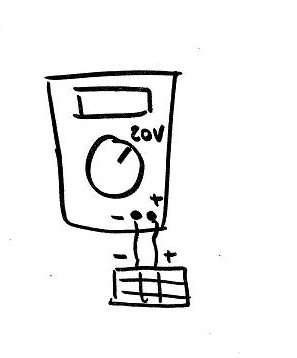 20V
- +
- +